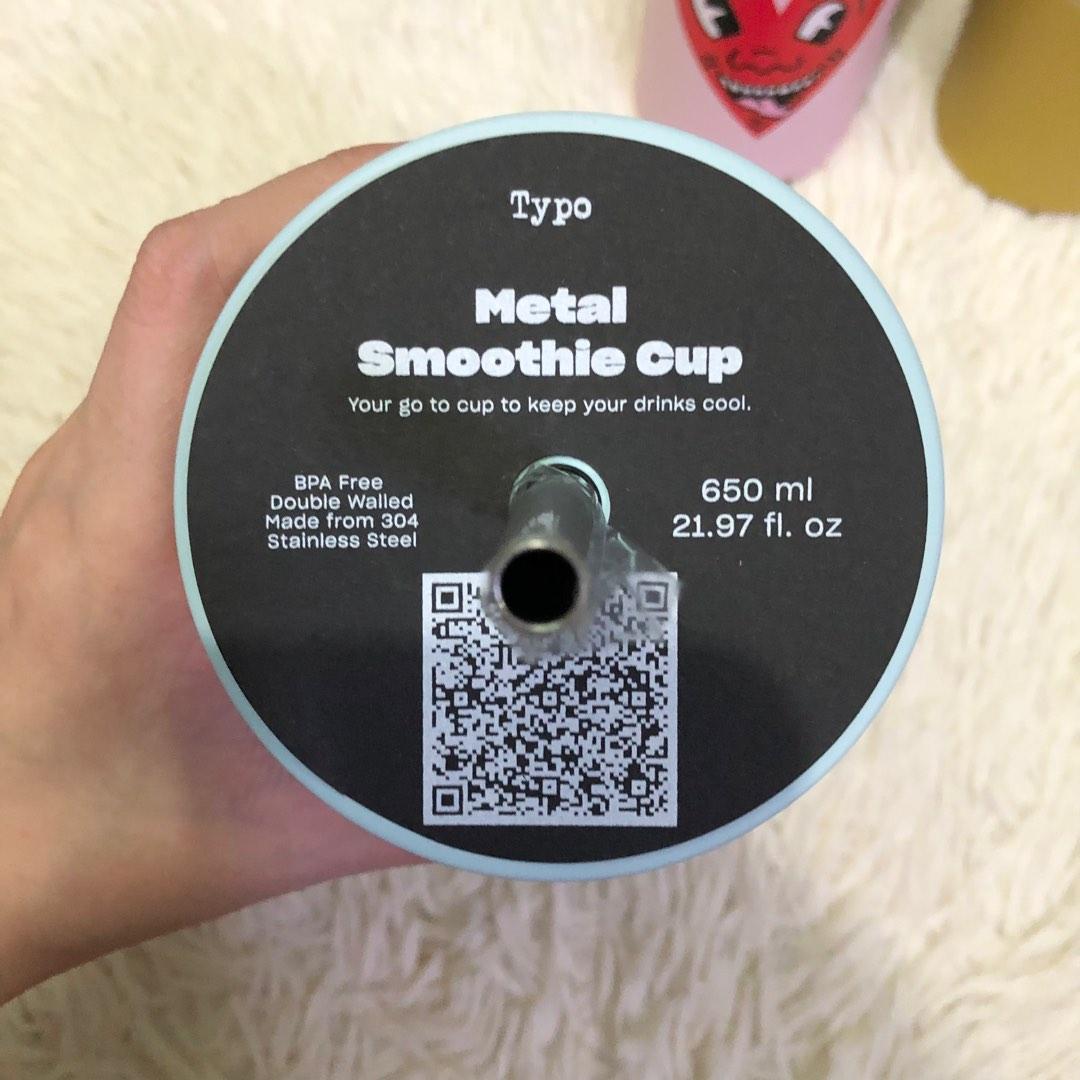 Typo
Metal
Smoothie Cup
Your go to cup to keep your drinks cool.
BPA Free
Double Walled
Made from 304
Stainless Steel
650 ml
21.97 fl. oz